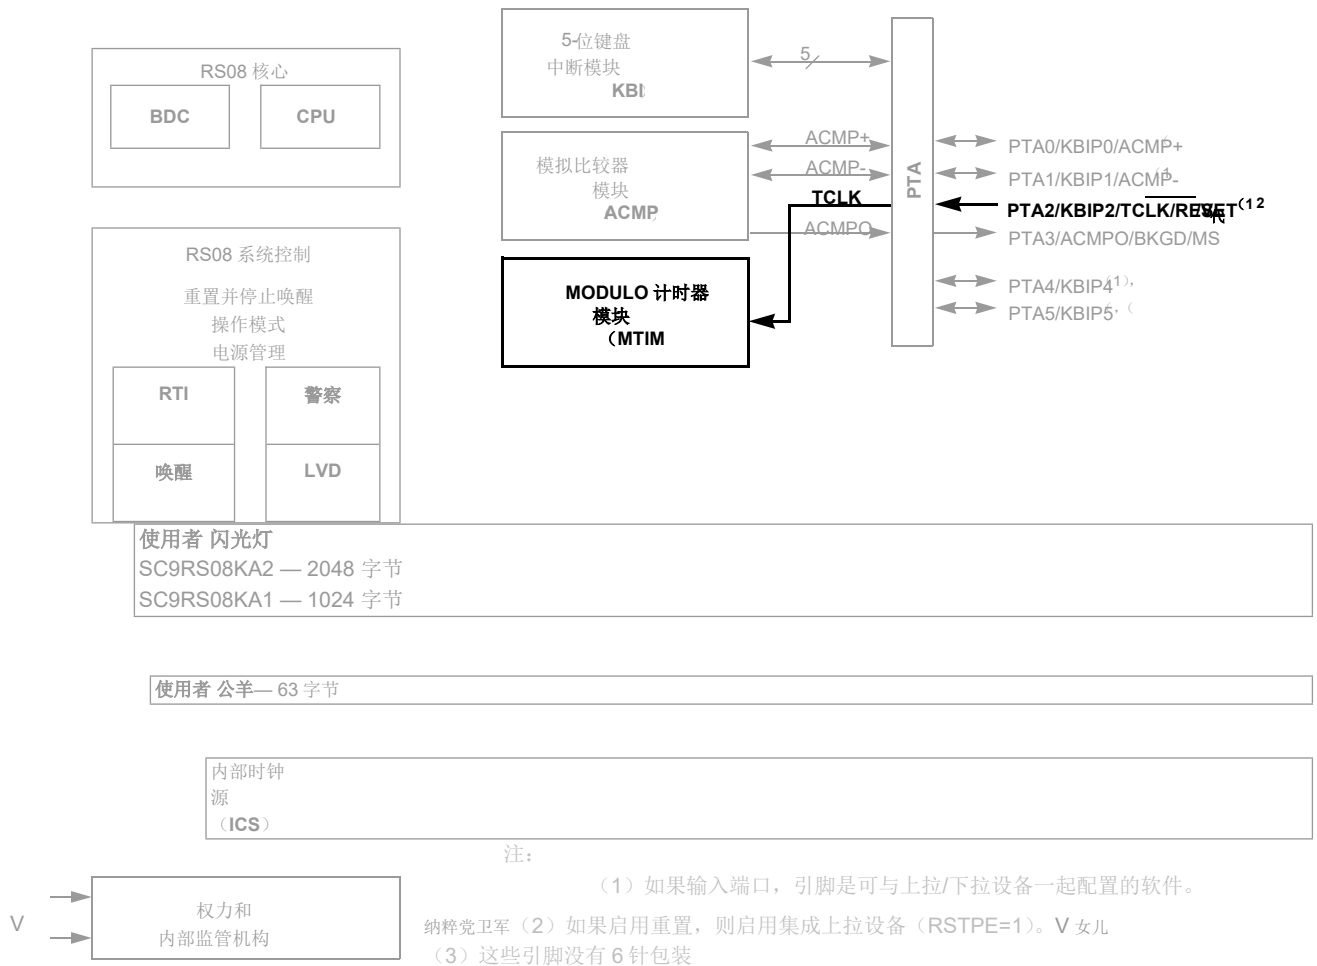 5-位键盘
中断模块
KBI
5
RS08 核心
BDC
CPU
模拟比较器
模块
ACMP
ACMP+
ACMP-
TCLK
ACMPO
PTA
PTA0/KBIP0/ACMP+
PTA1/KBIP1/ACMP-
PTA2/KBIP2/TCLK/RESET
PTA3/ACMPO/BKGD/MS
PTA4/KBIP4(1),
PTA5/KBIP5
MODULO 计时器
模块
（MTIM
RS08 系统控制
重置并停止唤醒
操作模式
电源管理
RTI
警察
唤醒
LVD
使用者 闪光灯
SC9RS08KA2 — 2048 字节
SC9RS08KA1 — 1024 字节
使用者 公羊— 63 字节
内部时钟
源
（ICS）
注：
（1）如果输入端口，引脚是可与上拉/下拉设备一起配置的软件。
纳粹党卫军（2）如果启用重置，则启用集成上拉设备（RSTPE=1）。V 女儿
（3）这些引脚没有 6 针包装
V
权力和
内部监管机构